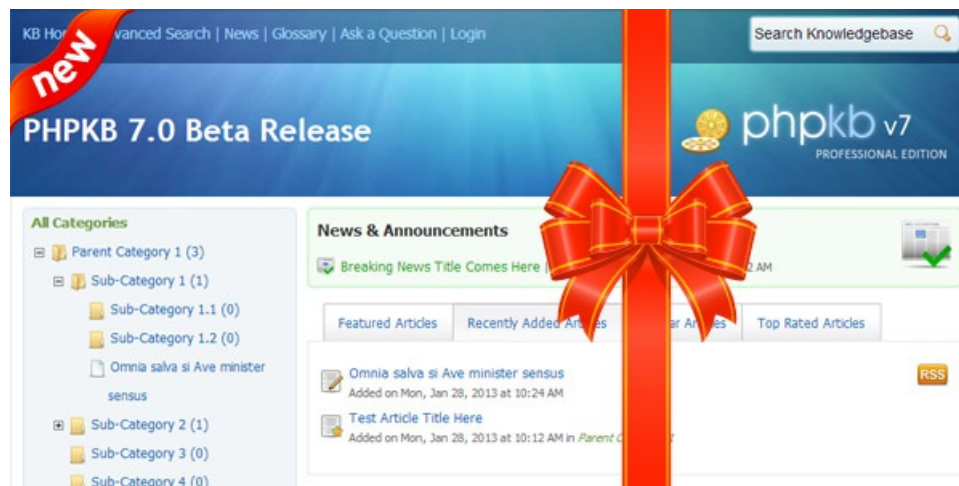 new
KB Advanced Search | News | Glossary | Ask a Question | Login
Search Knowledgebase
PHPKB 7.0 Beta Release
phpkb v7
PROFESSIONAL EDITION
All Categories
Parent Category 1 (3)
Sub-Category 1 (1)
Sub-Category 1.1 (0)
Sub-Category 1.2 (0)
Omnia salva si Ave minister
sensus
Sub-Category 2 (1)
Sub-Category 3 (0)
Sub-Category 4 (0)
News & Announcements
Breaking News Title Comes Here |
AM
Featured Articles
Recently Added Articles
Top Rated Articles
Omnia salva si Ave minister sensus
Added on Mon, Jan 28, 2013 at 10:24 AM
RSS
Test Article Title Here
Added on Mon, Jan 28, 2013 at 10:12 AM in Parent